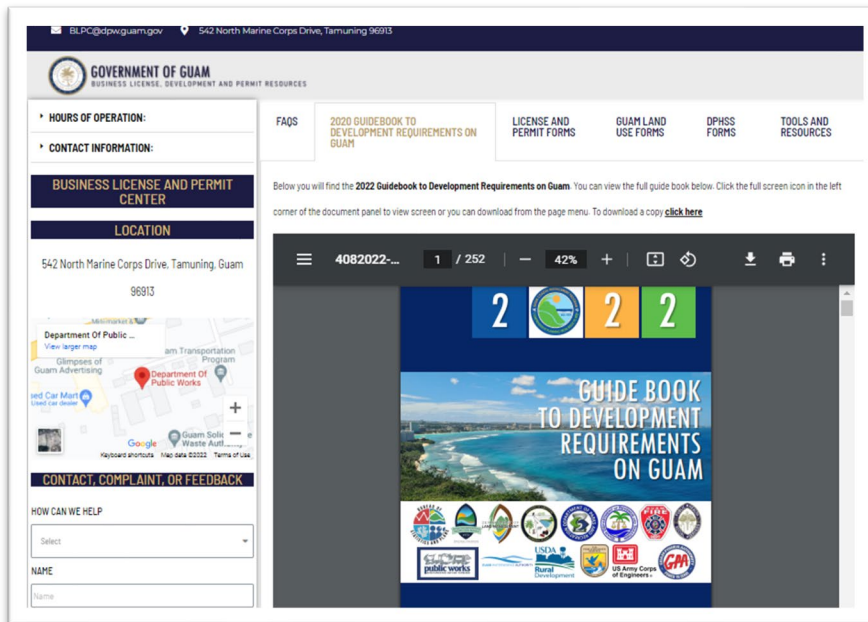 BLPC@dpw.guam.gov 542 North Marine Corps Drive, Tamuning 96913
GOVERNMENT OF GUAM
BUSINESS LICENSE, DEVELOPMENT AND PERMIT RESOURCES
HOURS OF OPERATION:
CONTACT INFORMATION:
BUSINESS LICENSE AND PERMIT
CENTER
LOCATION
542 North Marine Corps Drive, Tamuning, Guam
96913
Department Of Public ...
View larger map
Glimpses of
Guam Advertising
am Transportation
Program
Department Of
Public Works
sed Car Mart
Used car dealer
Guam Solid
Waste Aut
Google
Keyboard shortcuts Map data ©2022 Terms of Use
CONTACT, COMPLAINT, OR FEEDBACK
HOW CAN WE HELP
Select
NAME
Name
FAQS
2020 GUIDEBOOK TO
DEVELOPMENT REQUIREMENTS ON
GUAM
LICENSE AND
PERMIT FORMS
GUAM LAND
USE FORMS
DPHSS
FORMS
TOOLS AND
RESOURCES
Below you will find the 2022 Guidebook to Development Requirements on Guam. You can view the full guide book below. Click the full screen icon in the left
corner of the document panel to view screen or you can download from the page menu. To download a copy click here
4082022-... 1 / 252 42%
2 2 2
GUIDE BOOK
TO DEVELOPMENT
REQUIREMENTS
ON GUAM
public works
USDA
Rural
Development
US Army Corps
of Engineers
GPA